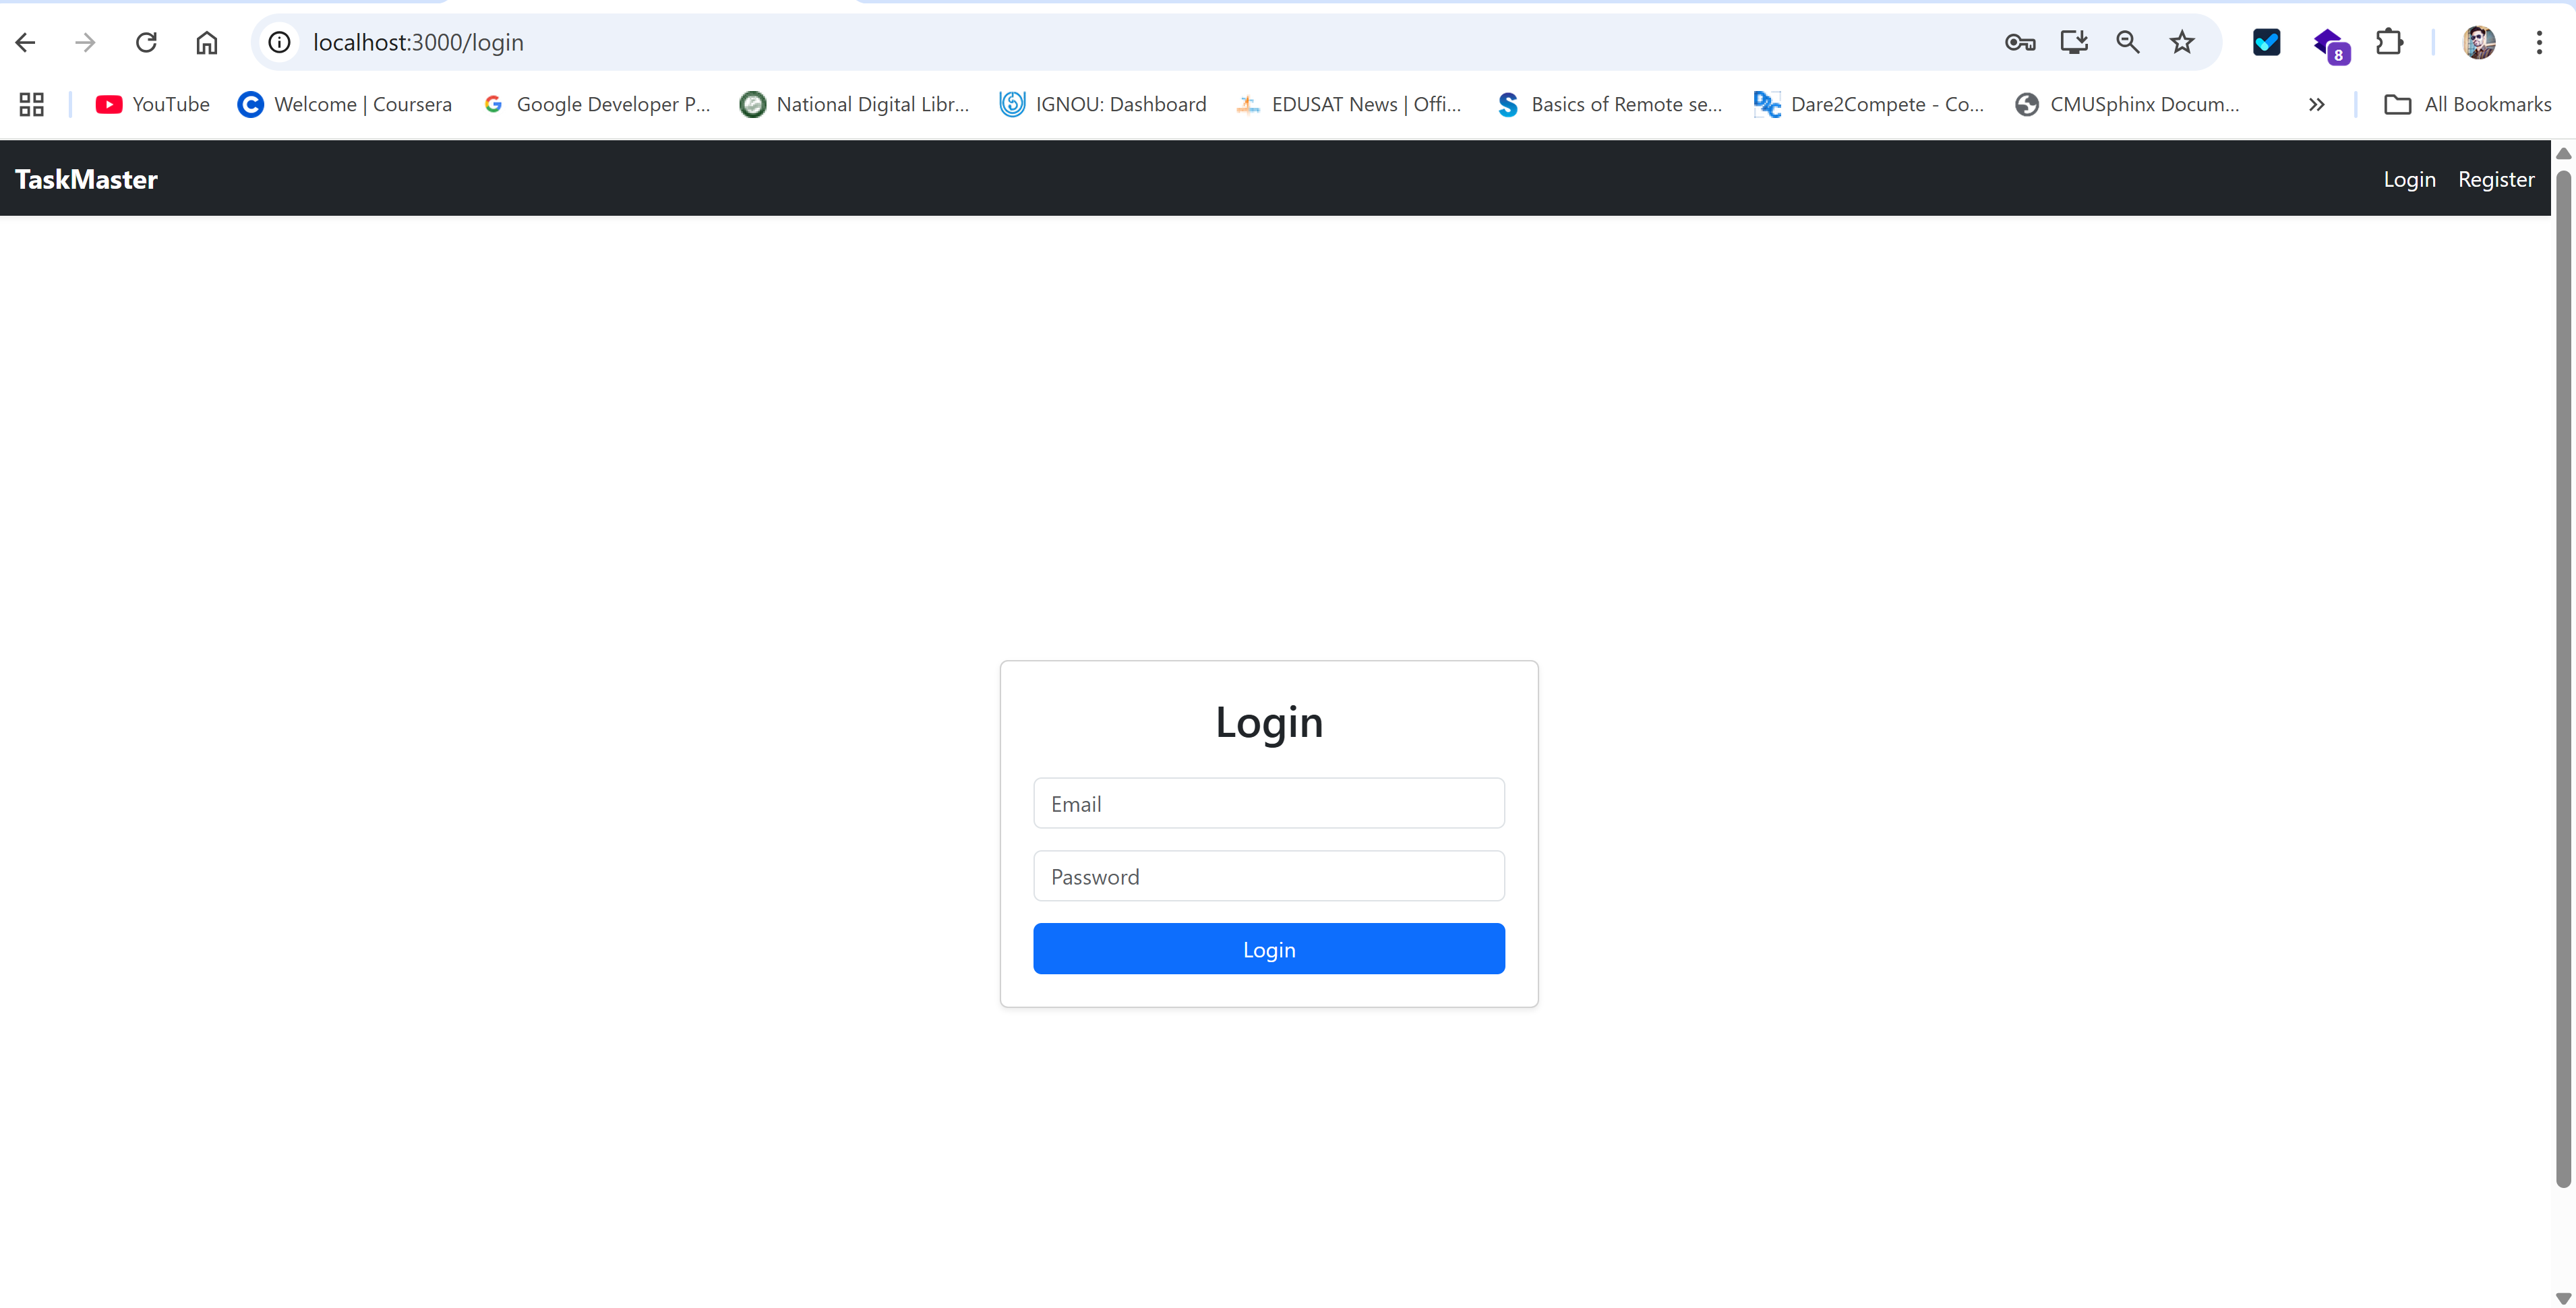 localhost:3000/login
8
YouTube Welcome | Coursera Google Developer P... National Digital Libr... IGNOU: Dashboard EDUSAT News | Offi... Basics of Remote se... Dare2Compete - Co... CMUSphinx Docum... All Bookmarks
TaskMaster Login Register
Login
Email
Password
Login